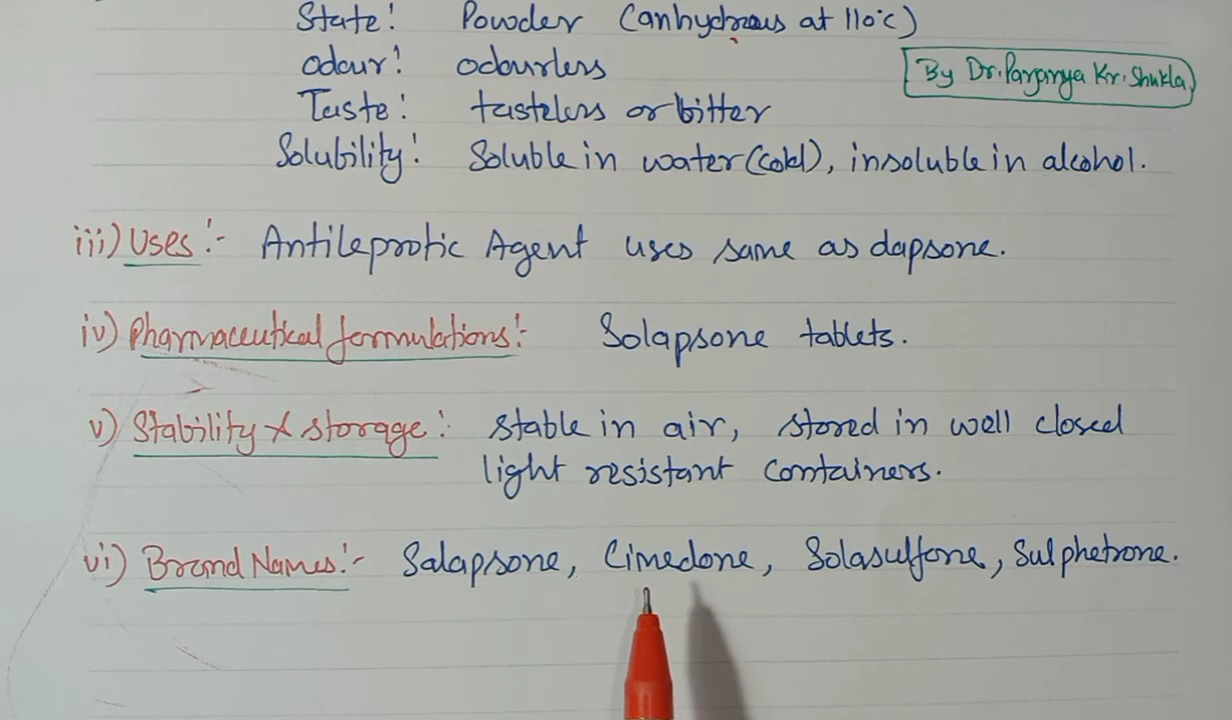 State: Powder (anhydrous at 110°C)
Odour: odourless
By Dr. Kr. Shukla
Taste: tasteless or bitter
Solubility: Soluble in water (cold), insoluble in alcohol.
iii) Uses:- Antileprotic Agent uses same as dapsone.
iv) Pharmaceutical formulations:- Solapsone tablets.
v) Stability & storage: stable in air, stored in well closed
light resistant containers.
vi) Brand Names:- Salapsone, Cimedone, Solasulfone, Sulphetrone.